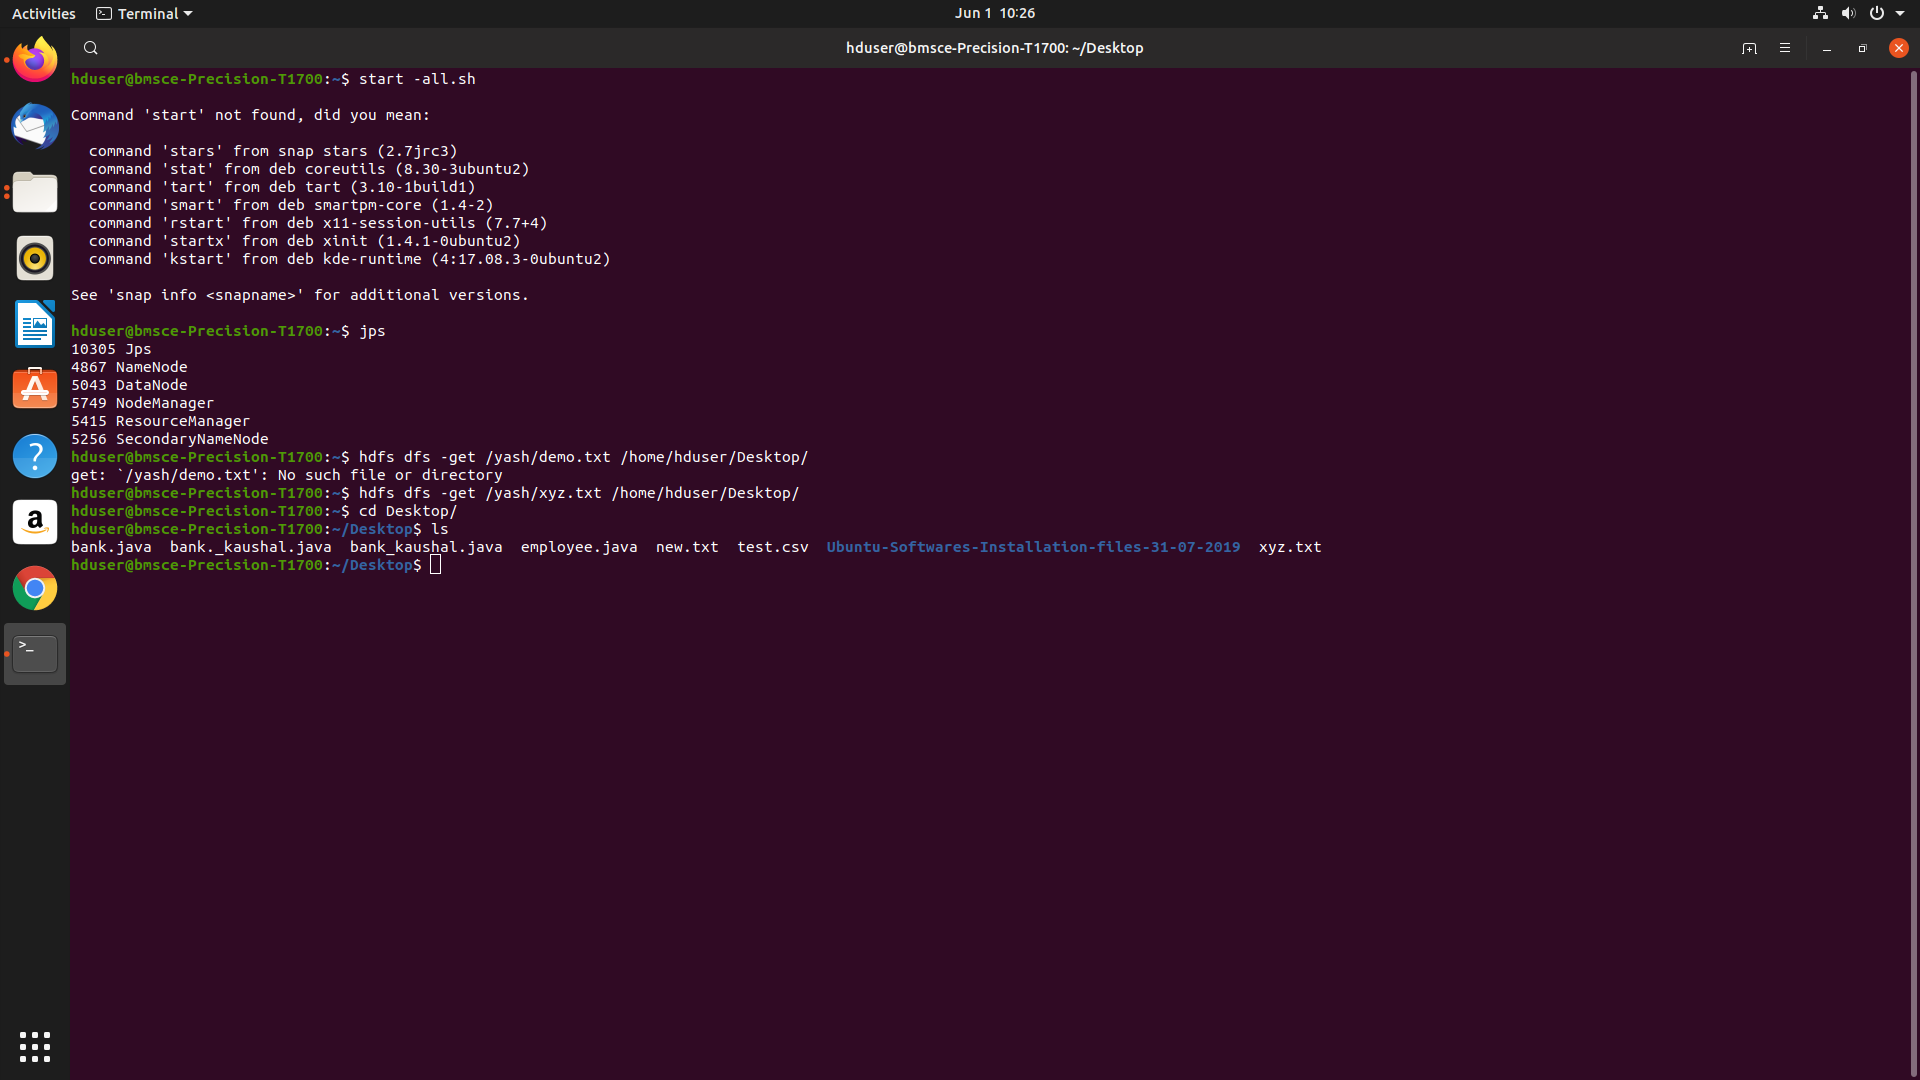 Activities Terminal Jun 1 10:26
hduser@bmsce-Precision-T1700: ~/Desktop
hduser@bmsce-Precision-T1700:~$ start -all.sh
Command 'start' not found, did you mean:
command 'stars' from snap stars (2.7jrc3)
command 'stat' from deb coreutils (8.30-3ubuntu2)
command 'tart' from deb tart (3.10-1build1)
command 'smart' from deb smartpm-core (1.4-2)
command 'rstart' from deb x11-session-utils (7.7+4)
command 'startx' from deb xinit (1.4.1-0ubuntu2)
command 'kstart' from deb kde-runtime (4:17.08.3-0ubuntu2)
See 'snap info <snapname>' for additional versions.
hduser@bmsce-Precision-T1700:~$ jps
10305 Jps
4867 NameNode
5043 DataNode
5749 NodeManager
5415 ResourceManager
5256 SecondaryNameNode
hduser@bmsce-Precision-T1700:~$ hdfs dfs -get /yash/demo.txt /home/hduser/Desktop/
get: `/yash/demo.txt': No such file or directory
hduser@bmsce-Precision-T1700:~$ hdfs dfs -get /yash/xyz.txt /home/hduser/Desktop/
hduser@bmsce-Precision-T1700:~$ cd Desktop/
hduser@bmsce-Precision-T1700:~/Desktop$ ls
bank.java bank._kaushal.java bank_kaushal.java employee.java new.txt test.csv Ubuntu-Softwares-Installation-files-31-07-2019 xyz.txt
hduser@bmsce-Precision-T1700:~/Desktop$